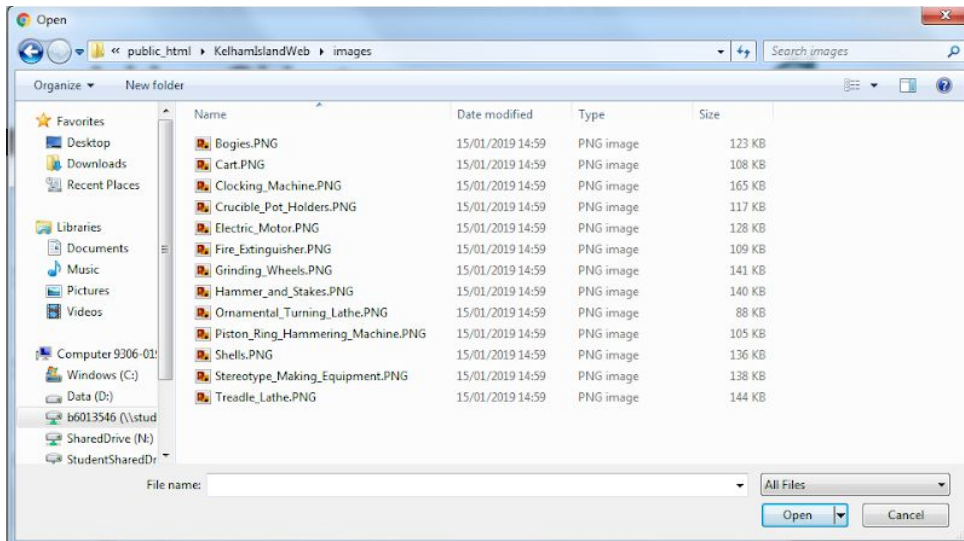 Open
« public_html ▸ KelhamIslandWeb ▸ images
Search images
Organize
New folder
Favorites
Desktop
Downloads
Recent Places
Libraries
Documents
Music
Pictures
Videos
Computer 9306-01
Windows (C:)
Data (D:)
b6013546 (\\stud
SharedDrive (N:)
StudentSharedDr
Name Date modified Type Size
Bogies.PNG 15/01/2019 14:59 PNG image 123 KB
Cart.PNG 15/01/2019 14:59 PNG image 108 KB
Clocking_Machine.PNG 15/01/2019 14:59 PNG image 165 KB
Crucible_Pot_Holders.PNG 15/01/2019 14:59 PNG image 117 KB
Electric_Motor.PNG 15/01/2019 14:59 PNG image 128 KB
Fire_Extinguisher.PNG 15/01/2019 14:59 PNG image 109 KB
Grinding_Wheels.PNG 15/01/2019 14:59 PNG image 141 KB
Hammer_and_Stakes.PNG 15/01/2019 14:59 PNG image 140 KB
Ornamental_Turning_Lathe.PNG 15/01/2019 14:59 PNG image 88 KB
Piston_Ring_Hammering_Machine.PNG 15/01/2019 14:59 PNG image 105 KB
Shells.PNG 15/01/2019 14:59 PNG image 136 KB
Stereotype_Making_Equipment.PNG 15/01/2019 14:59 PNG image 138 KB
Treadle_Lathe.PNG 15/01/2019 14:59 PNG image 144 KB
File name:
All Files
Open
Cancel